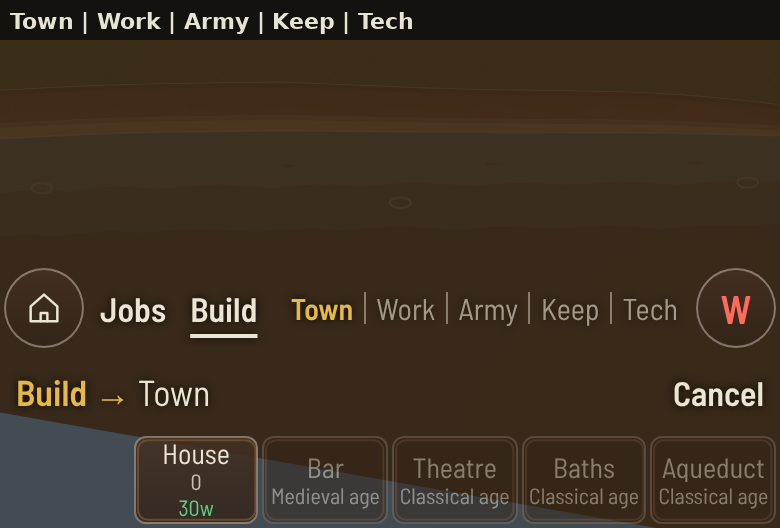 Town | Work | Army | Keep | Tech
Jobs Build Town | Work | Army | Keep | Tech W
Build → Town Cancel
House Bar Theatre Baths Aqueduct
0 Medieval age Classical age Classical age Classical age
30w